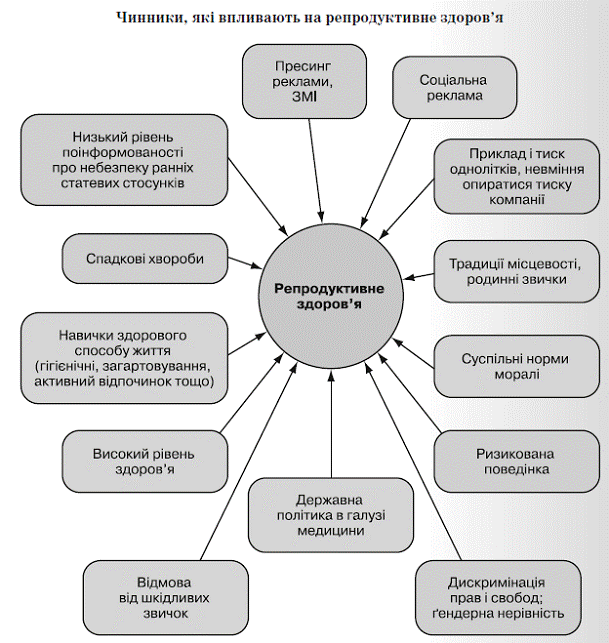 Чинники, які впливають на репродуктивне здоров’я
Пресинг
реклами,
ЗМІ
Соціальна
реклама
Низький рівень
поінформованості
про небезпеку ранніх
статевих стосунків
Приклад і тиск
однолітків, невміння
опиратися тиску
компанії
Спадкові хвороби
Репродуктивне
здоров’я
Традиції місцевості,
родинні звички
Навички здорового
способу життя
(гігієнічні, загартовування,
активний відпочинок тощо)
Суспільні норми
моралі
Високий рівень
здоров’я
Ризикована
поведінка
Державна
політика в галузі
медицини
Відмова
від шкідливих
звичок
Дискримінація
прав і свобод;
ґендерна нерівність